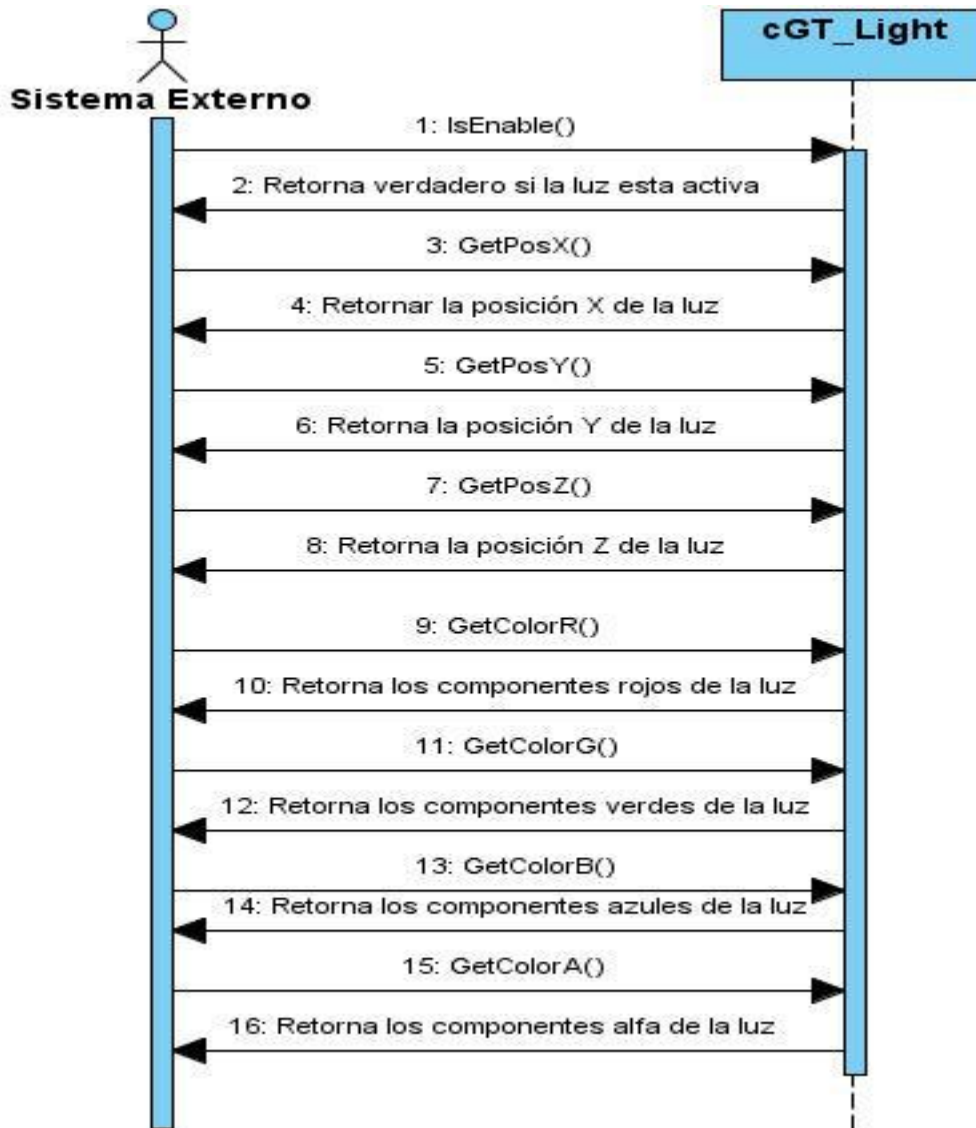 cGT_Light
Sistema Externo
1: IsEnable()
2: Retorna verdadero si la luz esta activa
3: GetPosX()
4: Retornar la posición X de la luz
5: GetPosY()
6: Retorna la posición Y de la luz
7: GetPosZ()
8: Retorna la posición Z de la luz
9: GetColorR()
10: Retorna los componentes rojos de la luz
11: GetColorG()
12: Retorna los componentes verdes de la luz
13: GetColorB()
14: Retorna los componentes azules de la luz
15: GetColorA()
16: Retorna los componentes alfa de la luz